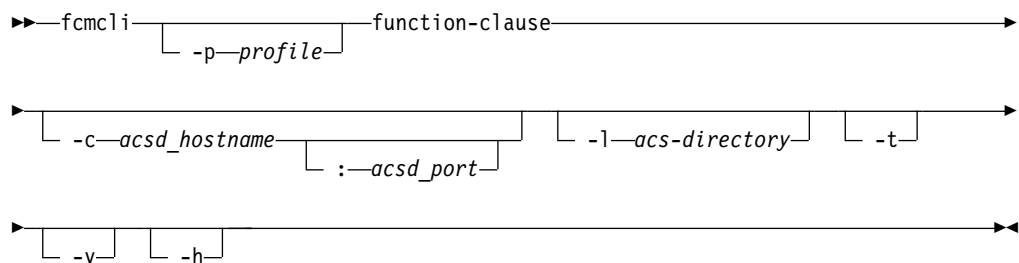 fcmcli -p profile function-clause
-c acsd_hostname : acsd_port -l acs-directory -t
-v -h